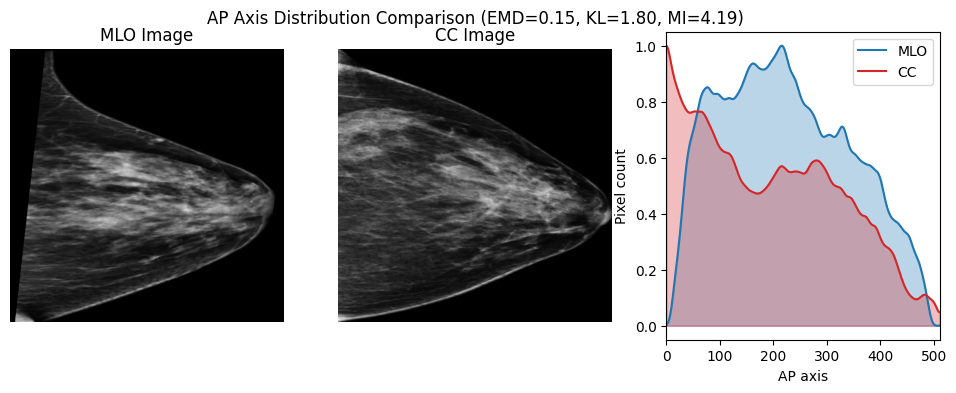 AP Axis Distribution Comparison (EMD=0.15, KL=1.80, MI=4.19)
MLO Image
CC Image
MLO
CC
Pixel count
1.0
0.8
0.6
0.4
0.2
0.0
0 100 200 300 400 500
AP axis